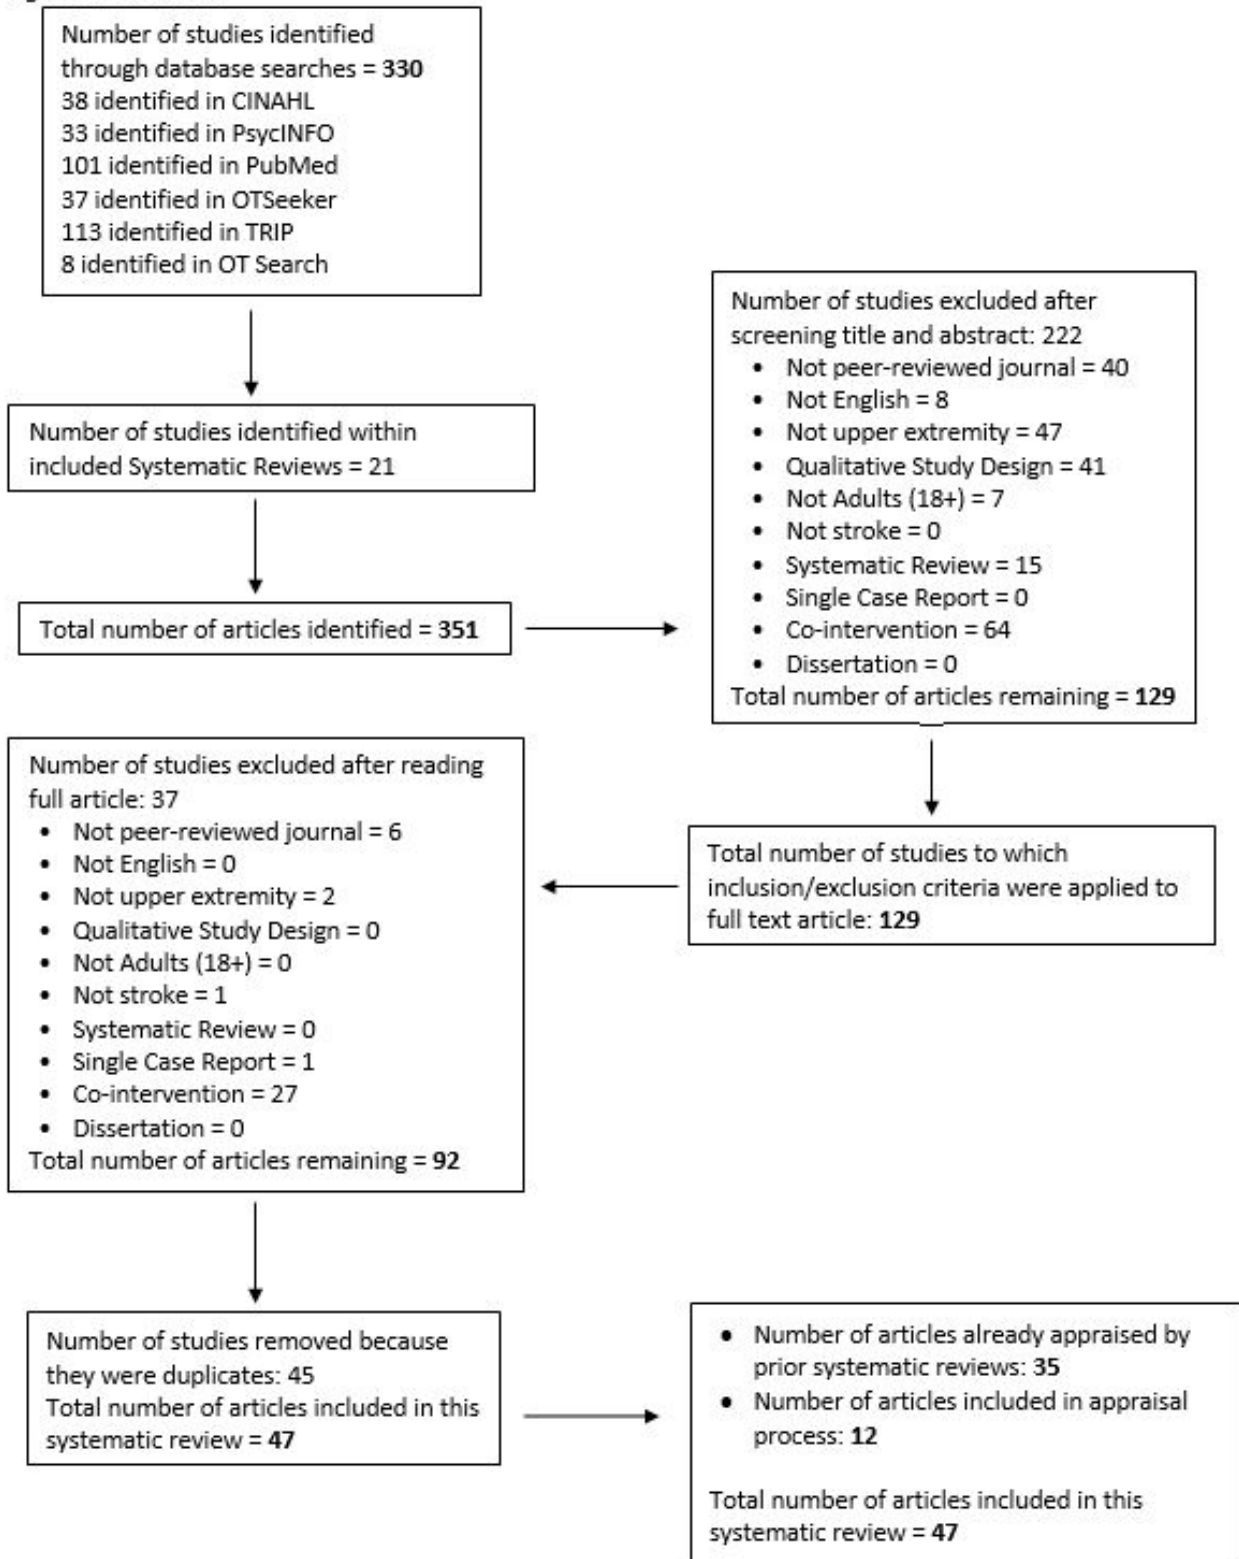 Number of studies identified
through database searches = 330
38 identified in CINAHL
33 identified in PsycINFO
101 identified in PubMed
37 identified in OTSeeker
113 identified in TRIP
8 identified in OT Search
Number of studies identified within
included Systematic Reviews = 21
Total number of articles identified = 351
Number of studies excluded after
screening title and abstract: 222
• Not peer-reviewed journal = 40
• Not English = 8
• Not upper extremity = 47
• Qualitative Study Design = 41
• Not Adults (18+) = 7
• Not stroke = 0
• Systematic Review = 15
• Single Case Report = 0
• Co-intervention = 64
• Dissertation = 0
Total number of articles remaining = 129
Total number of studies to which
inclusion/exclusion criteria were applied to
full text article: 129
Number of studies excluded after reading
full article: 37
• Not peer-reviewed journal = 6
• Not English = 0
• Not upper extremity = 2
• Qualitative Study Design = 0
• Not Adults (18+) = 0
• Not stroke = 1
• Systematic Review = 0
• Single Case Report = 1
• Co-intervention = 27
• Dissertation = 0
Total number of articles remaining = 92
Number of studies removed because
they were duplicates: 45
Total number of articles included in this
systematic review = 47
• Number of articles already appraised by
prior systematic reviews: 35
• Number of articles included in appraisal
process: 12
Total number of articles included in this
systematic review = 47